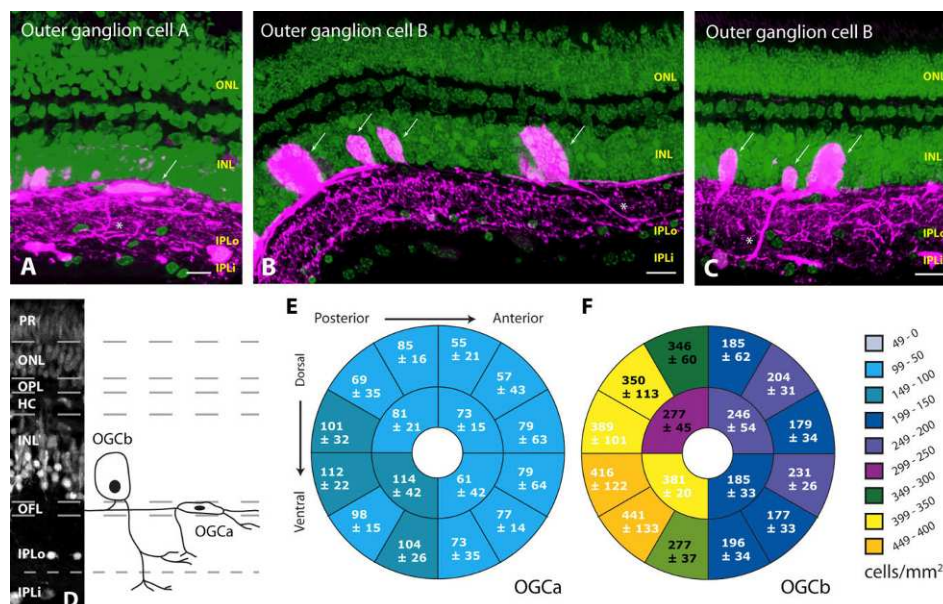 Outer ganglion cell A
ONL
INL
*
IPLo
IPLi
A
Outer ganglion cell B
ONL
INL
*
IPLo
IPLi
B
Outer ganglion cell B
ONL
INL
*
IPLo
IPLi
C
PR
ONL
OPL
HC
INL
OFL
IPLo
IPLi
D
OGCb
OGCa
E
Posterior
Anterior
Dorsal
Ventral
85
± 16
55
± 21
69
± 35
57
± 43
81
± 21
73
± 15
101
± 32
79
± 63
112
± 22
114
± 42
61
± 42
79
± 64
98
± 15
77
± 14
104
± 26
73
± 35
OGCa
F
346
± 60
185
± 62
350
± 113
204
± 31
277
± 45
246
± 54
389
± 101
179
± 34
416
± 122
381
± 20
185
± 33
231
± 26
441
± 133
177
± 33
277
± 37
196
± 34
OGCb
49 - 0
99 - 50
149 - 100
199 - 150
249 - 200
299 - 250
349 - 300
399 - 350
449 - 400
cells/mm²